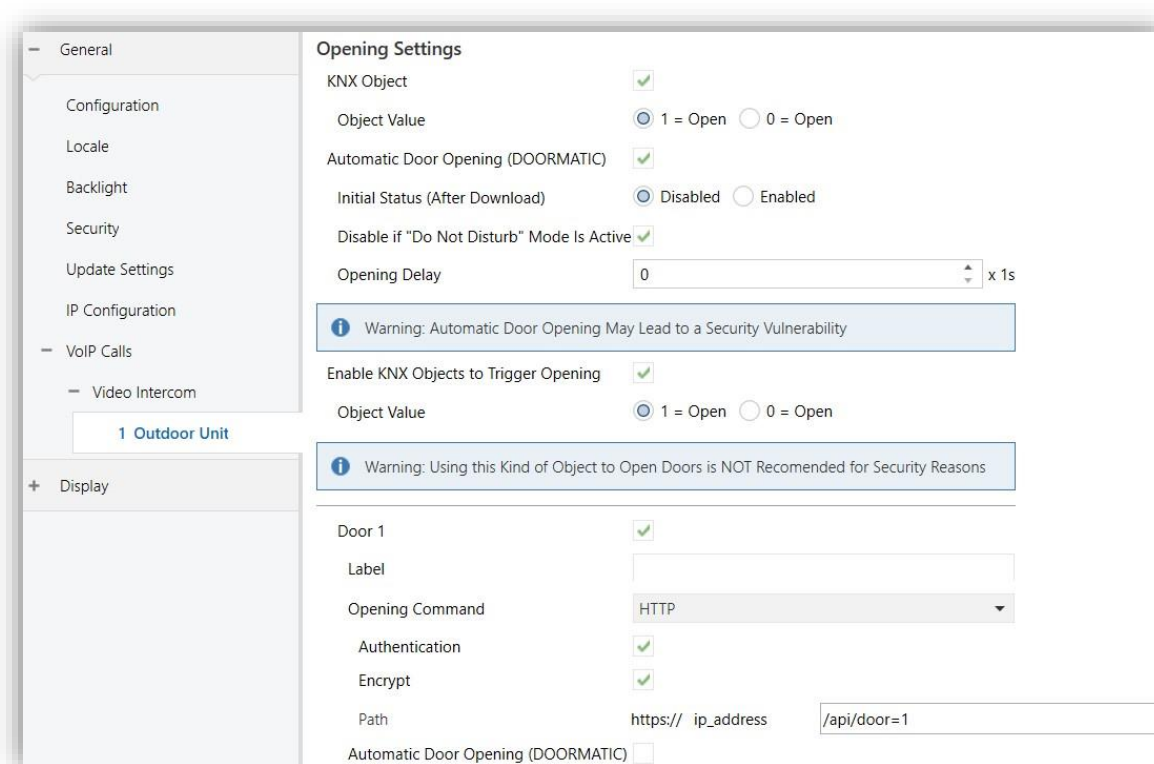 General
Configuration
Locale
Backlight
Security
Update Settings
IP Configuration
VoIP Calls
Video Intercom
1 Outdoor Unit
Display
Opening Settings
KNX Object
Object Value 1 = Open 0 = Open
Automatic Door Opening (DOORMATIC)
Initial Status (After Download) Disabled Enabled
Disable if "Do Not Disturb" Mode Is Active
Opening Delay 0 x 1s
Warning: Automatic Door Opening May Lead to a Security Vulnerability
Enable KNX Objects to Trigger Opening
Object Value 1 = Open 0 = Open
Warning: Using this Kind of Object to Open Doors is NOT Recomended for Security Reasons
Door 1
Label
Opening Command HTTP
Authentication
Encrypt
Path https:// ip_address /api/door=1
Automatic Door Opening (DOORMATIC)